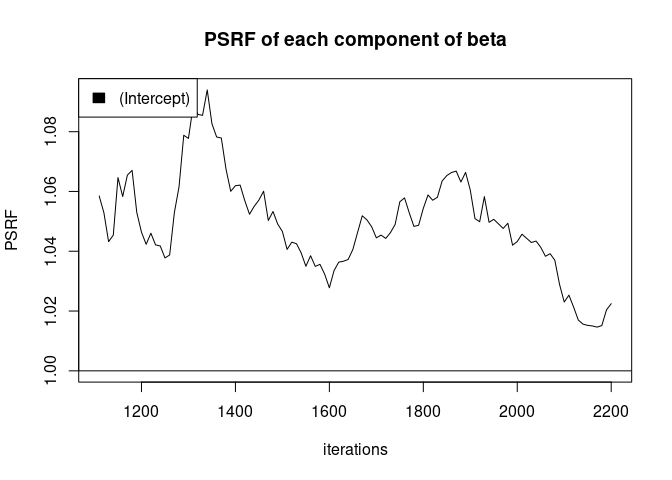 PSRF of each component of beta
(Intercept)
PSRF
1.08
1.06
1.04
1.02
1.00
1200 1400 1600 1800 2000 2200
iterations